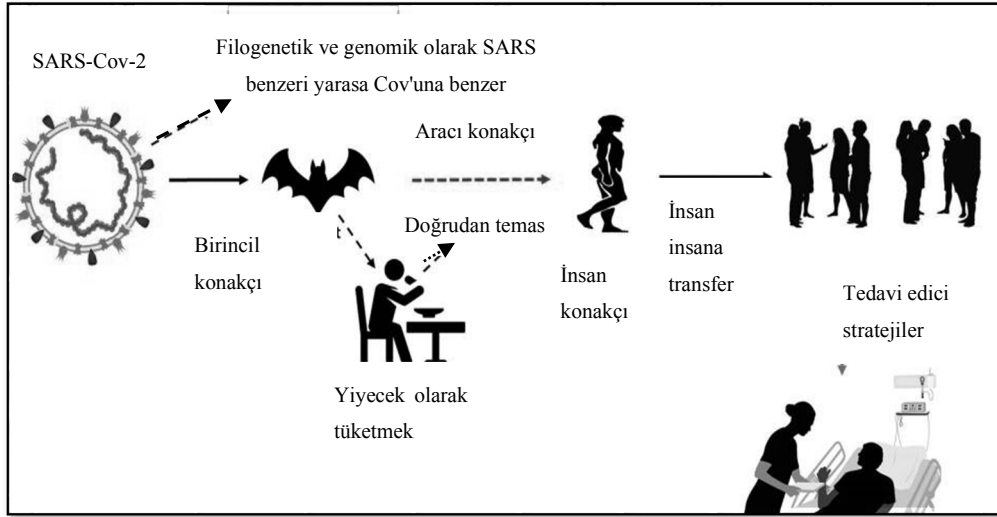 SARS-Cov-2
Filogenetik ve genomik olarak SARS
benzeri yarasa Cov'una benzer
Birincil
konakçı
Aracı konakçı
Doğrudan temas
Yiyecek olarak
tüketmek
İnsan
konakçı
İnsan
insana
transfer
Tedavi edici
stratejiler